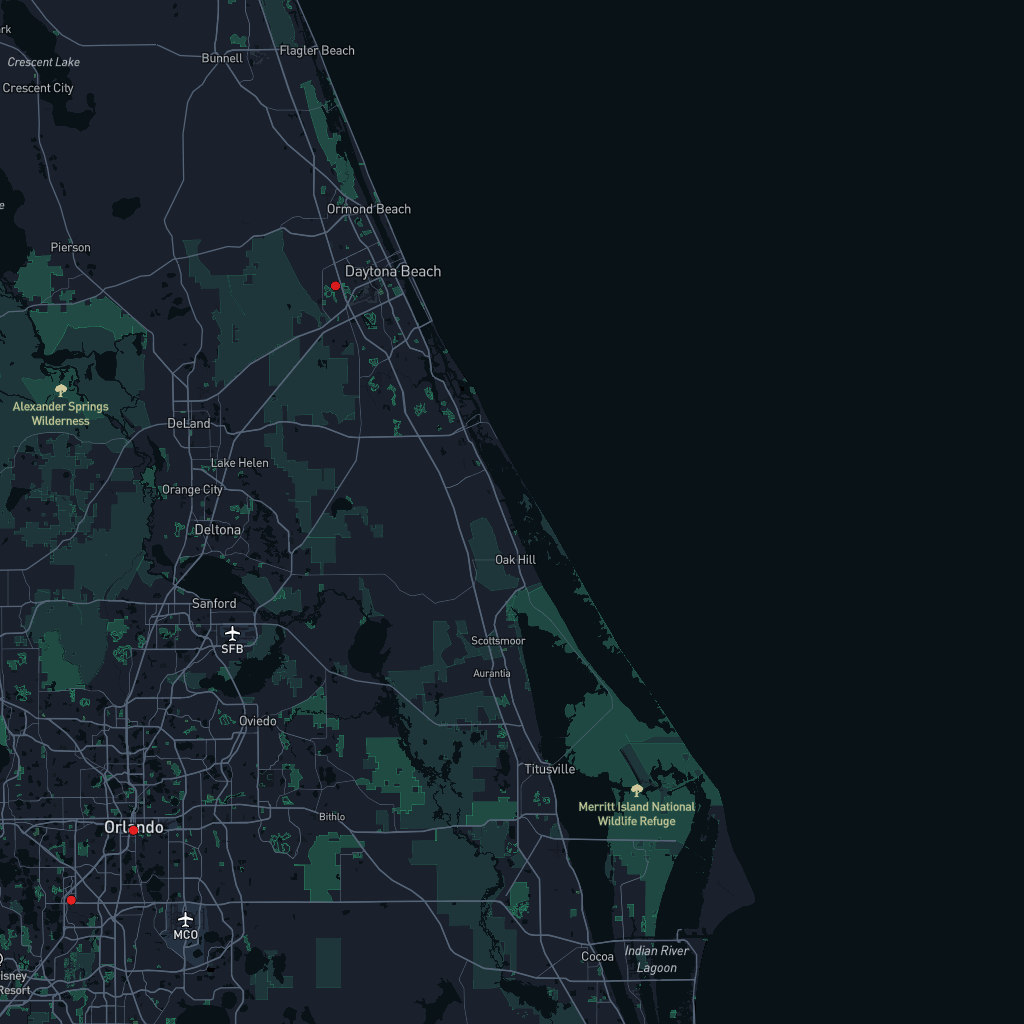 rk
Flagler Beach
Bunnell
Crescent Lake
Crescent City
e
Ormond Beach
Pierson
Daytona Beach
Alexander Springs
Wilderness
DeLand
Lake Helen
Orange City
Deltona
Oak Hill
Sanford
Scottsmoor
SFB
Aurantia
Oviedo
Titusville
Merritt Island National
Wildlife Refuge
Bithlo
Orlando
MCO
Indian River
Lagoon
Cocoa
isney
Resort